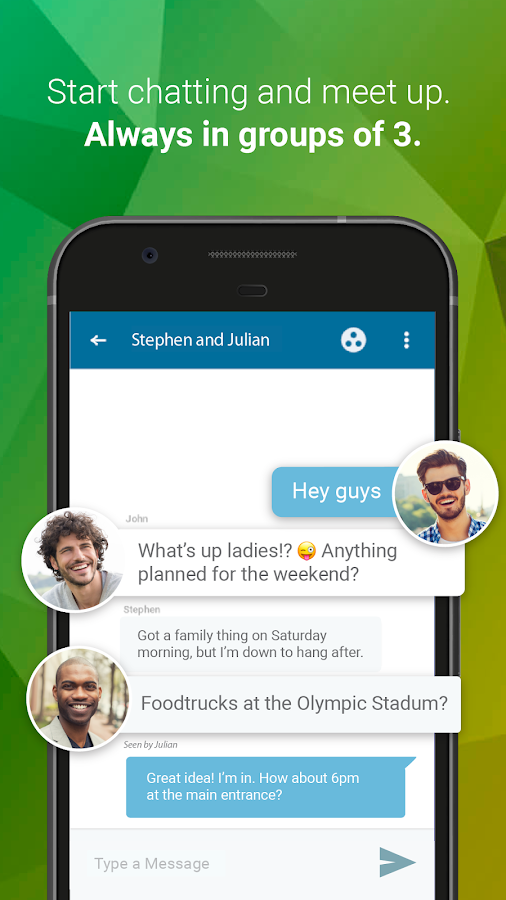 Start chatting and meet up.
Always in groups of 3.
Stephen and Julian
Hey guys
John
What's up ladies!? 😜 Anything
planned for the weekend?
Stephen
Got a family thing on Saturday
morning, but I'm down to hang after.
Foodtrucks at the Olympic Stadum?
Seen by Julian
Great idea! I'm in. How about 6pm
at the main entrance?
Type a Message